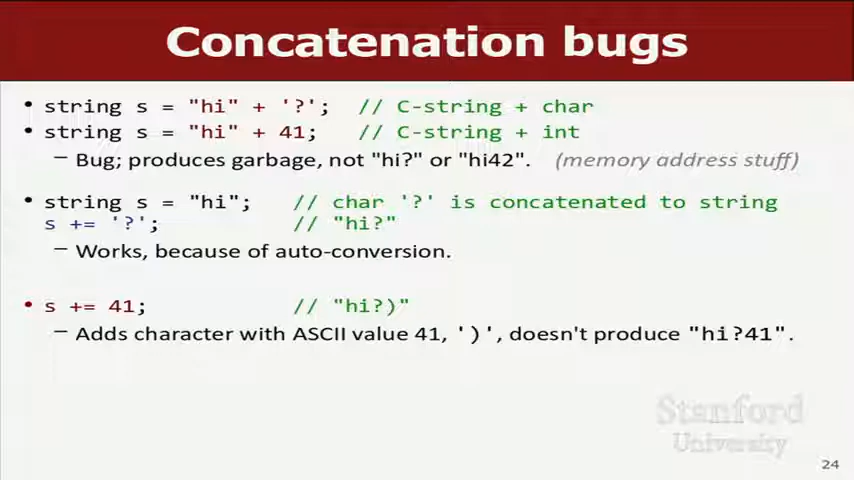 Concatenation bugs
• string s = "hi" + '?';  // C-string + char
• string s = "hi" + 41;   // C-string + int
– Bug; produces garbage, not "hi?" or "hi42".   (memory address stuff)
• string s = "hi";   // char '?' is concatenated to string
s += '?';            // "hi?"
– Works, because of auto-conversion.
• s += 41;           // "hi?)"
– Adds character with ASCII value 41, ')', doesn't produce "hi?41".
Stanford
University
24